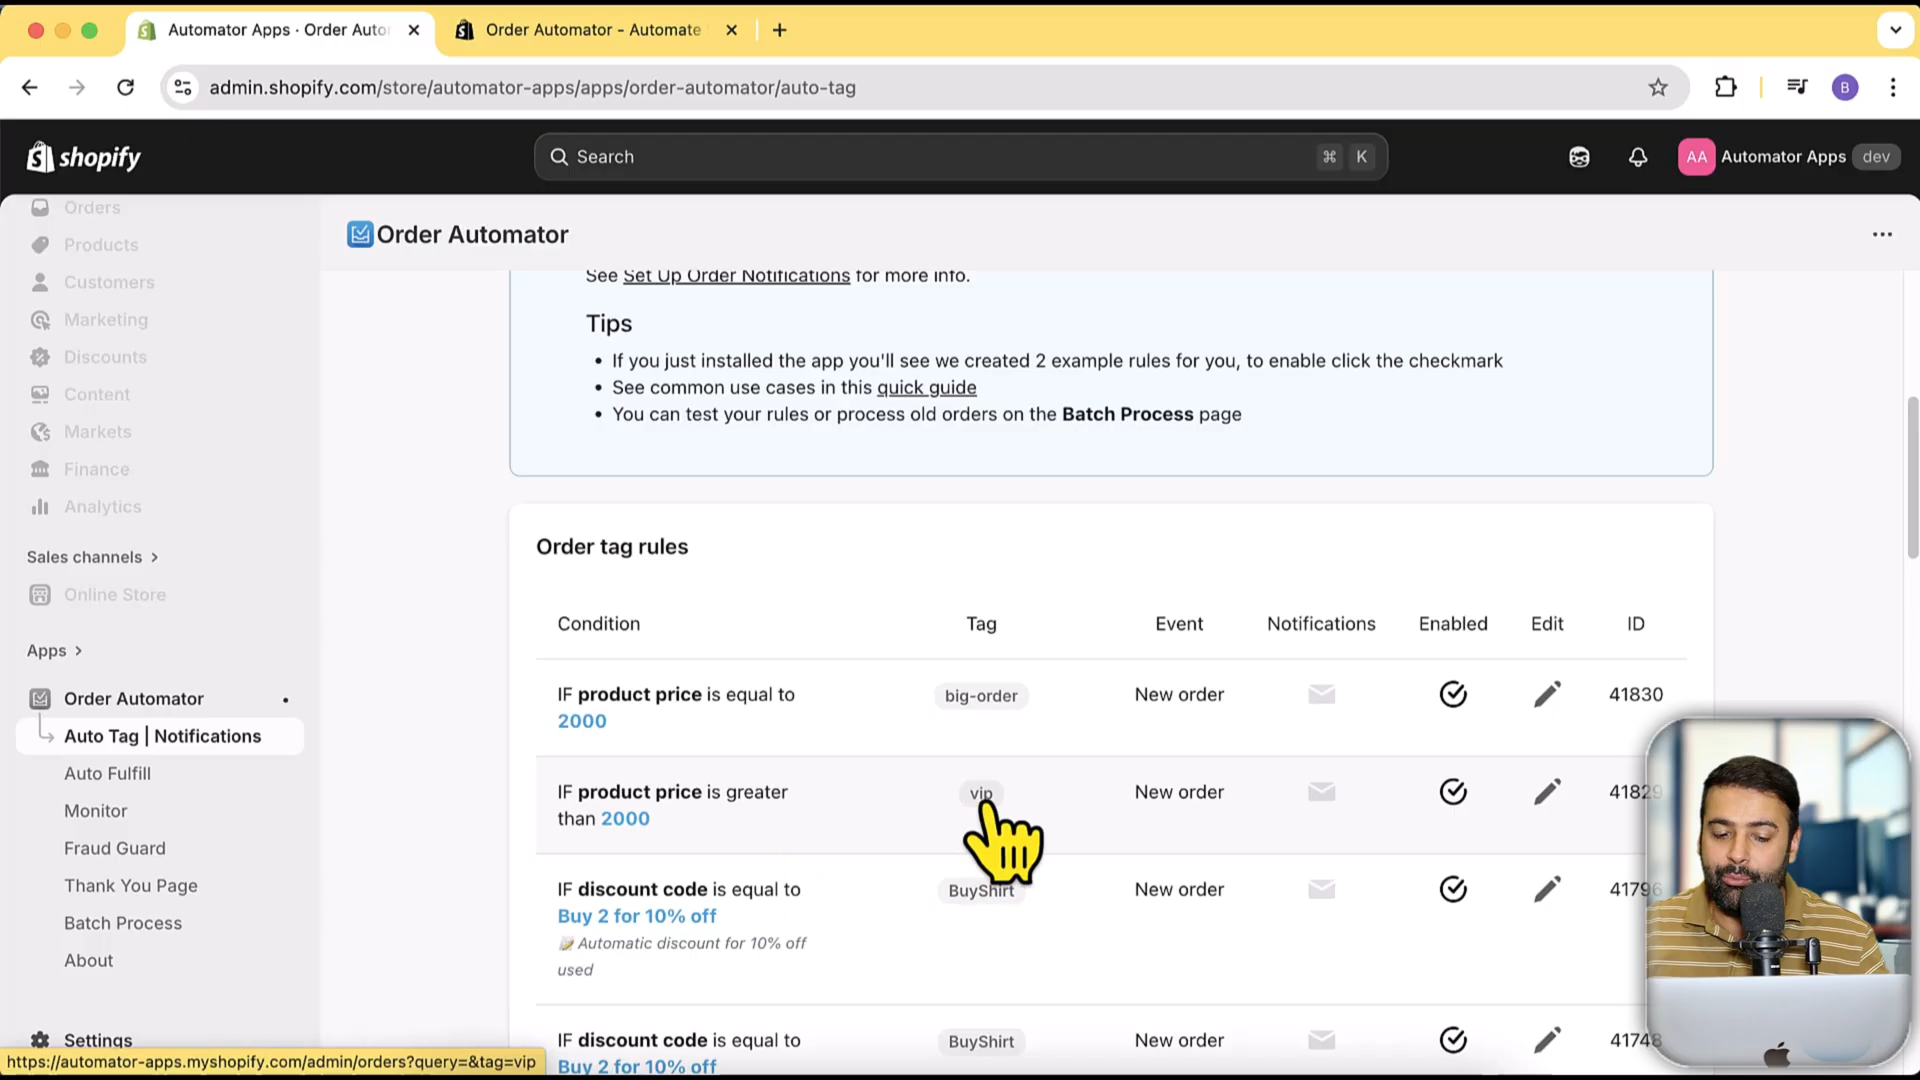 Automator Apps · Order Auto
Order Automator - Automate
admin.shopify.com/store/automator-apps/apps/order-automator/auto-tag
B
shopify
Search
⌘ K
AA Automator Apps dev
Orders
Products
Customers
Marketing
Discounts
Content
Markets
Finance
Analytics
Sales channels
Online Store
Apps
Order Automator
Auto Tag | Notifications
Auto Fulfill
Monitor
Fraud Guard
Thank You Page
Batch Process
About
Settings
Order Automator
See Set Up Order Notifications for more info.
Tips
• If you just installed the app you'll see we created 2 example rules for you, to enable click the checkmark
• See common use cases in this quick guide
• You can test your rules or process old orders on the Batch Process page
Order tag rules
Condition Tag Event Notifications Enabled Edit ID
IF product price is equal to big-order New order 41830
2000
IF product price is greater vip New order 41829
than 2000
IF discount code is equal to BuyShirt New order 41796
Buy 2 for 10% off
Automatic discount for 10% off
used
IF discount code is equal to BuyShirt New order 41748
Buy 2 for 10% off
https://automator-apps.myshopify.com/admin/orders?query=&tag=vip